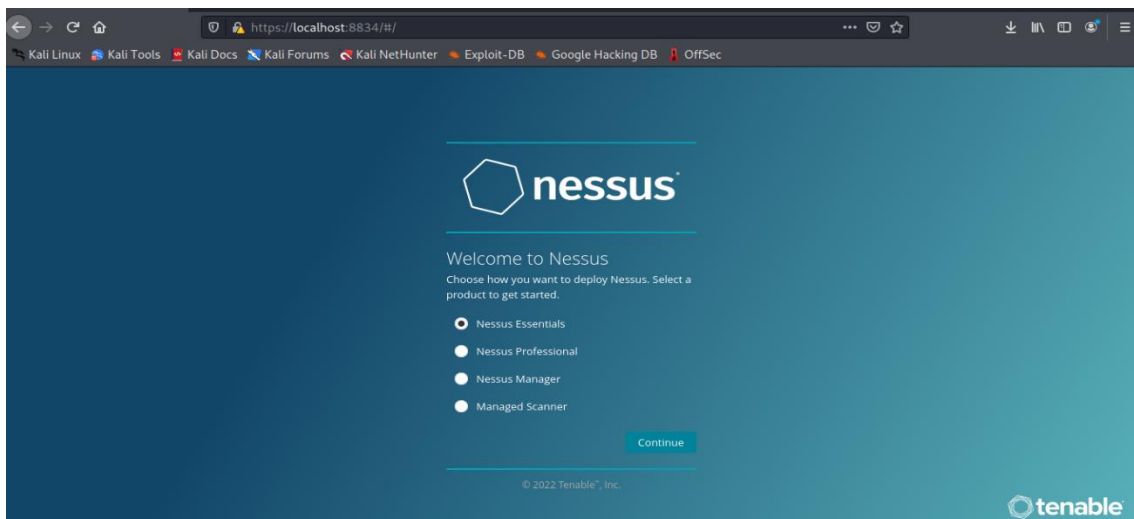 https://localhost:8834/#/
Kali Linux Kali Tools Kali Docs Kali Forums Kali NetHunter Exploit-DB Google Hacking DB OffSec
nessus
Welcome to Nessus
Choose how you want to deploy Nessus. Select a
product to get started.
Nessus Essentials
Nessus Professional
Nessus Manager
Managed Scanner
Continue
© 2022 Tenable™, Inc.
tenable